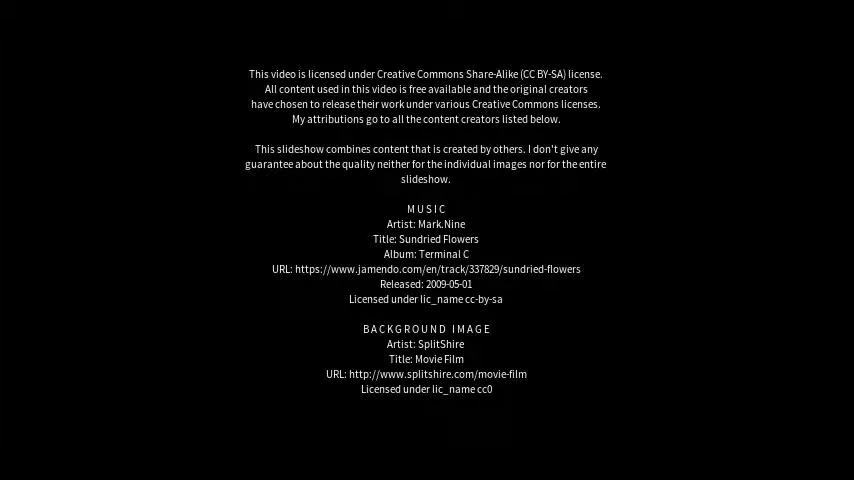 This video is licensed under Creative Commons Share-Alike (CC BY-SA) license.
All content used in this video is free available and the original creators
have chosen to release their work under various Creative Commons licenses.
My attributions go to all the content creators listed below.
This slideshow combines content that is created by others. I don't give any
guarantee about the quality neither for the individual images nor for the entire
slideshow.
MUSIC
Artist: Mark.Nine
Title: Sundried Flowers
Album: Terminal C
URL: https://www.jamendo.com/en/track/337829/sundried-flowers
Released: 2009-05-01
Licensed under lic_name cc-by-sa
BACKGROUND IMAGE
Artist: SplitShire
Title: Movie Film
URL: http://www.splitshire.com/movie-film
Licensed under lic_name cc0